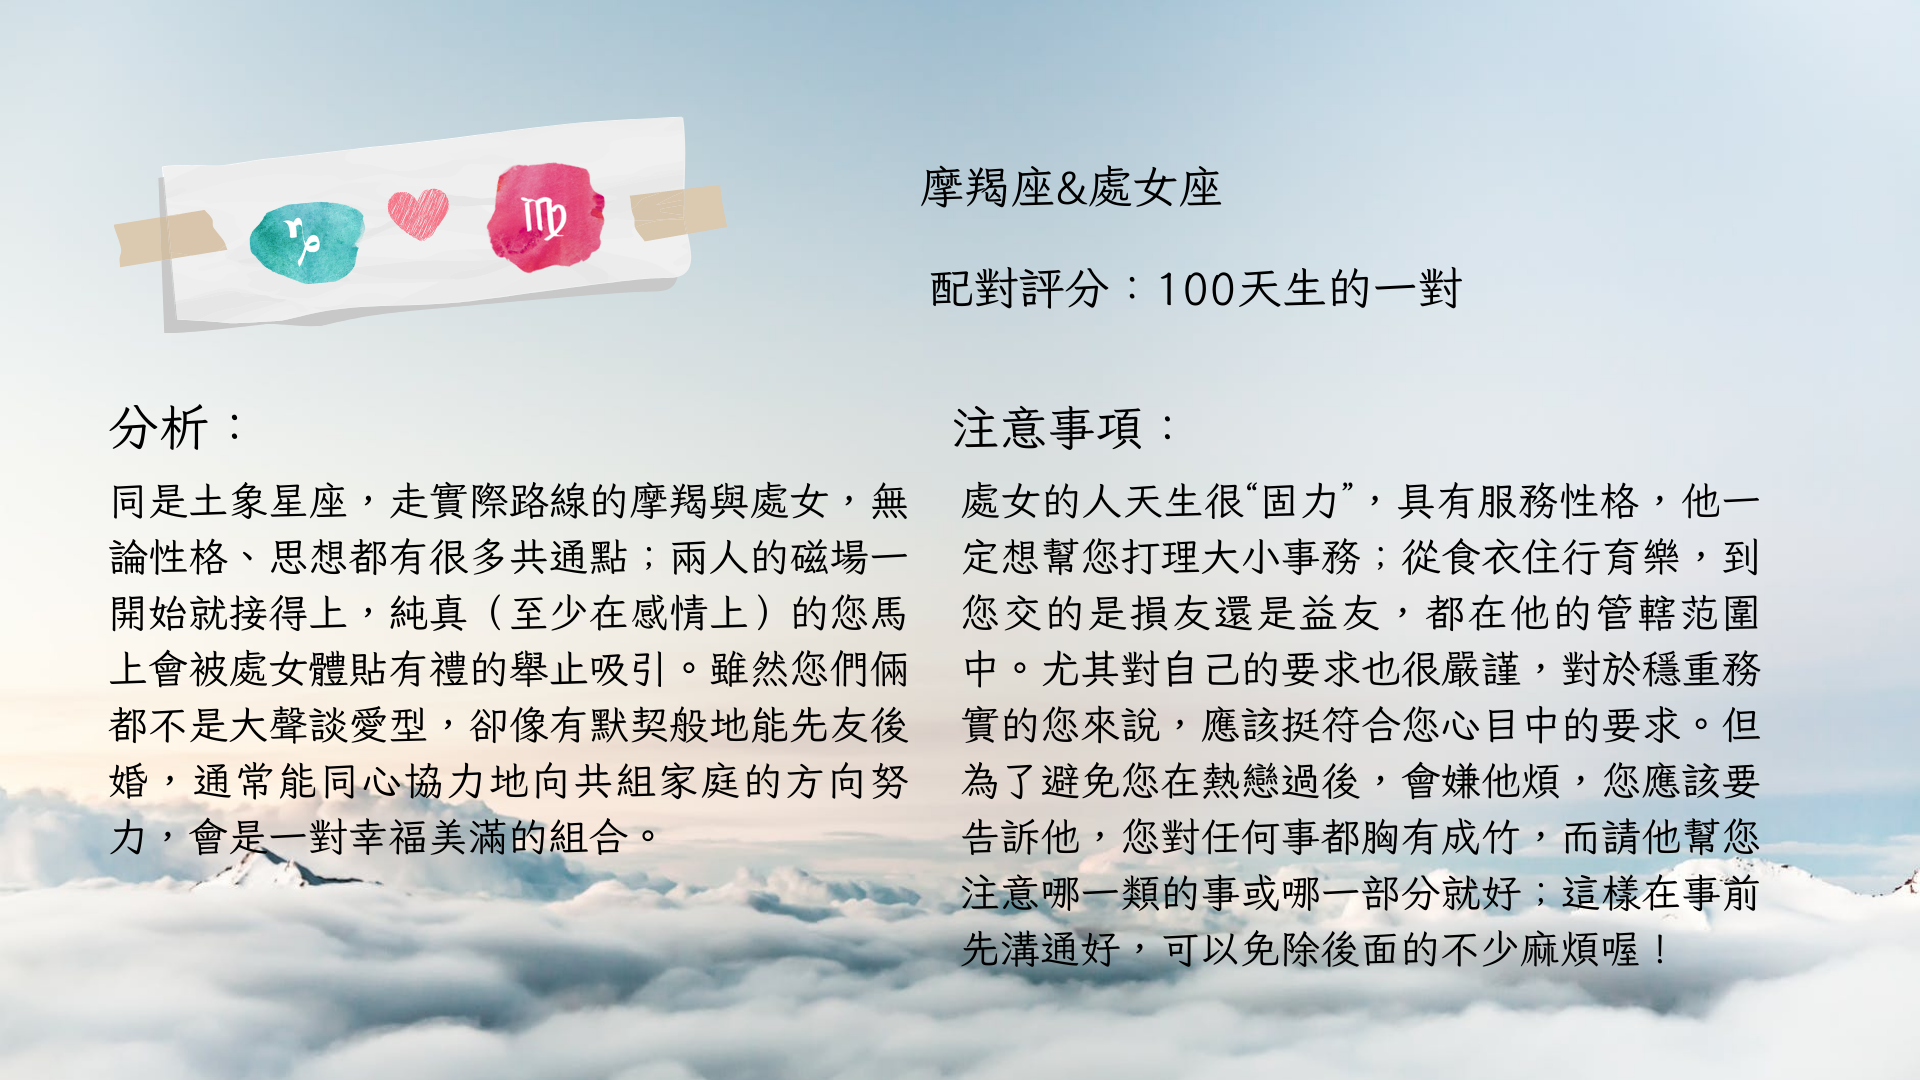 ♑ ♍
摩羯座&處女座
配對評分：100天生的一對
分析：
同是土象星座，走實際路線的摩羯與處女，無
論性格、思想都有很多共通點；兩人的磁場一
開始就接得上，純真（至少在感情上）的您馬
上會被處女體貼有禮的舉止吸引。雖然您們倆
都不是大聲談愛型，卻像有默契般地能先友後
婚，通常能同心協力地向共組家庭的方向努
力，會是一對幸福美滿的組合。
注意事項：
處女的人天生很“固力”，具有服務性格，他一
定想幫您打理大小事務；從食衣住行育樂，到
您交的是損友還是益友，都在他的管轄范圍
中。尤其對自己的要求也很嚴謹，對於穩重務
實的您來說，應該挺符合您心目中的要求。但
為了避免您在熱戀過後，會嫌他煩，您應該要
告訴他，您對任何事都胸有成竹，而請他幫您
注意哪一類的事或哪一部分就好；這樣在事前
先溝通好，可以免除後面的不少麻煩喔！